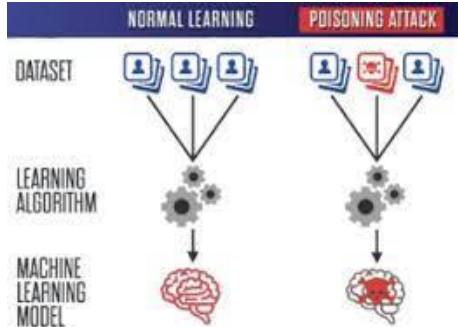 NORMAL LEARNING
POISONING ATTACK
DATASET
LEARNING
ALGORITHM
MACHINE
LEARNING
MODEL